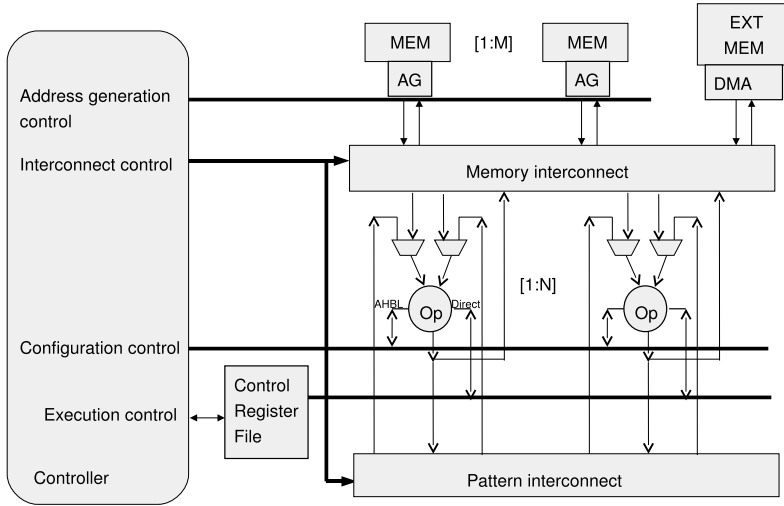 MEM
[1:M]
MEM
EXT
MEM
AG
AG
DMA
Address generation
control
Interconnect control
Memory interconnect
[1:N]
AHBL
Direct
Op
Op
Configuration control
Control
Register
File
Execution control
Controller
Pattern interconnect